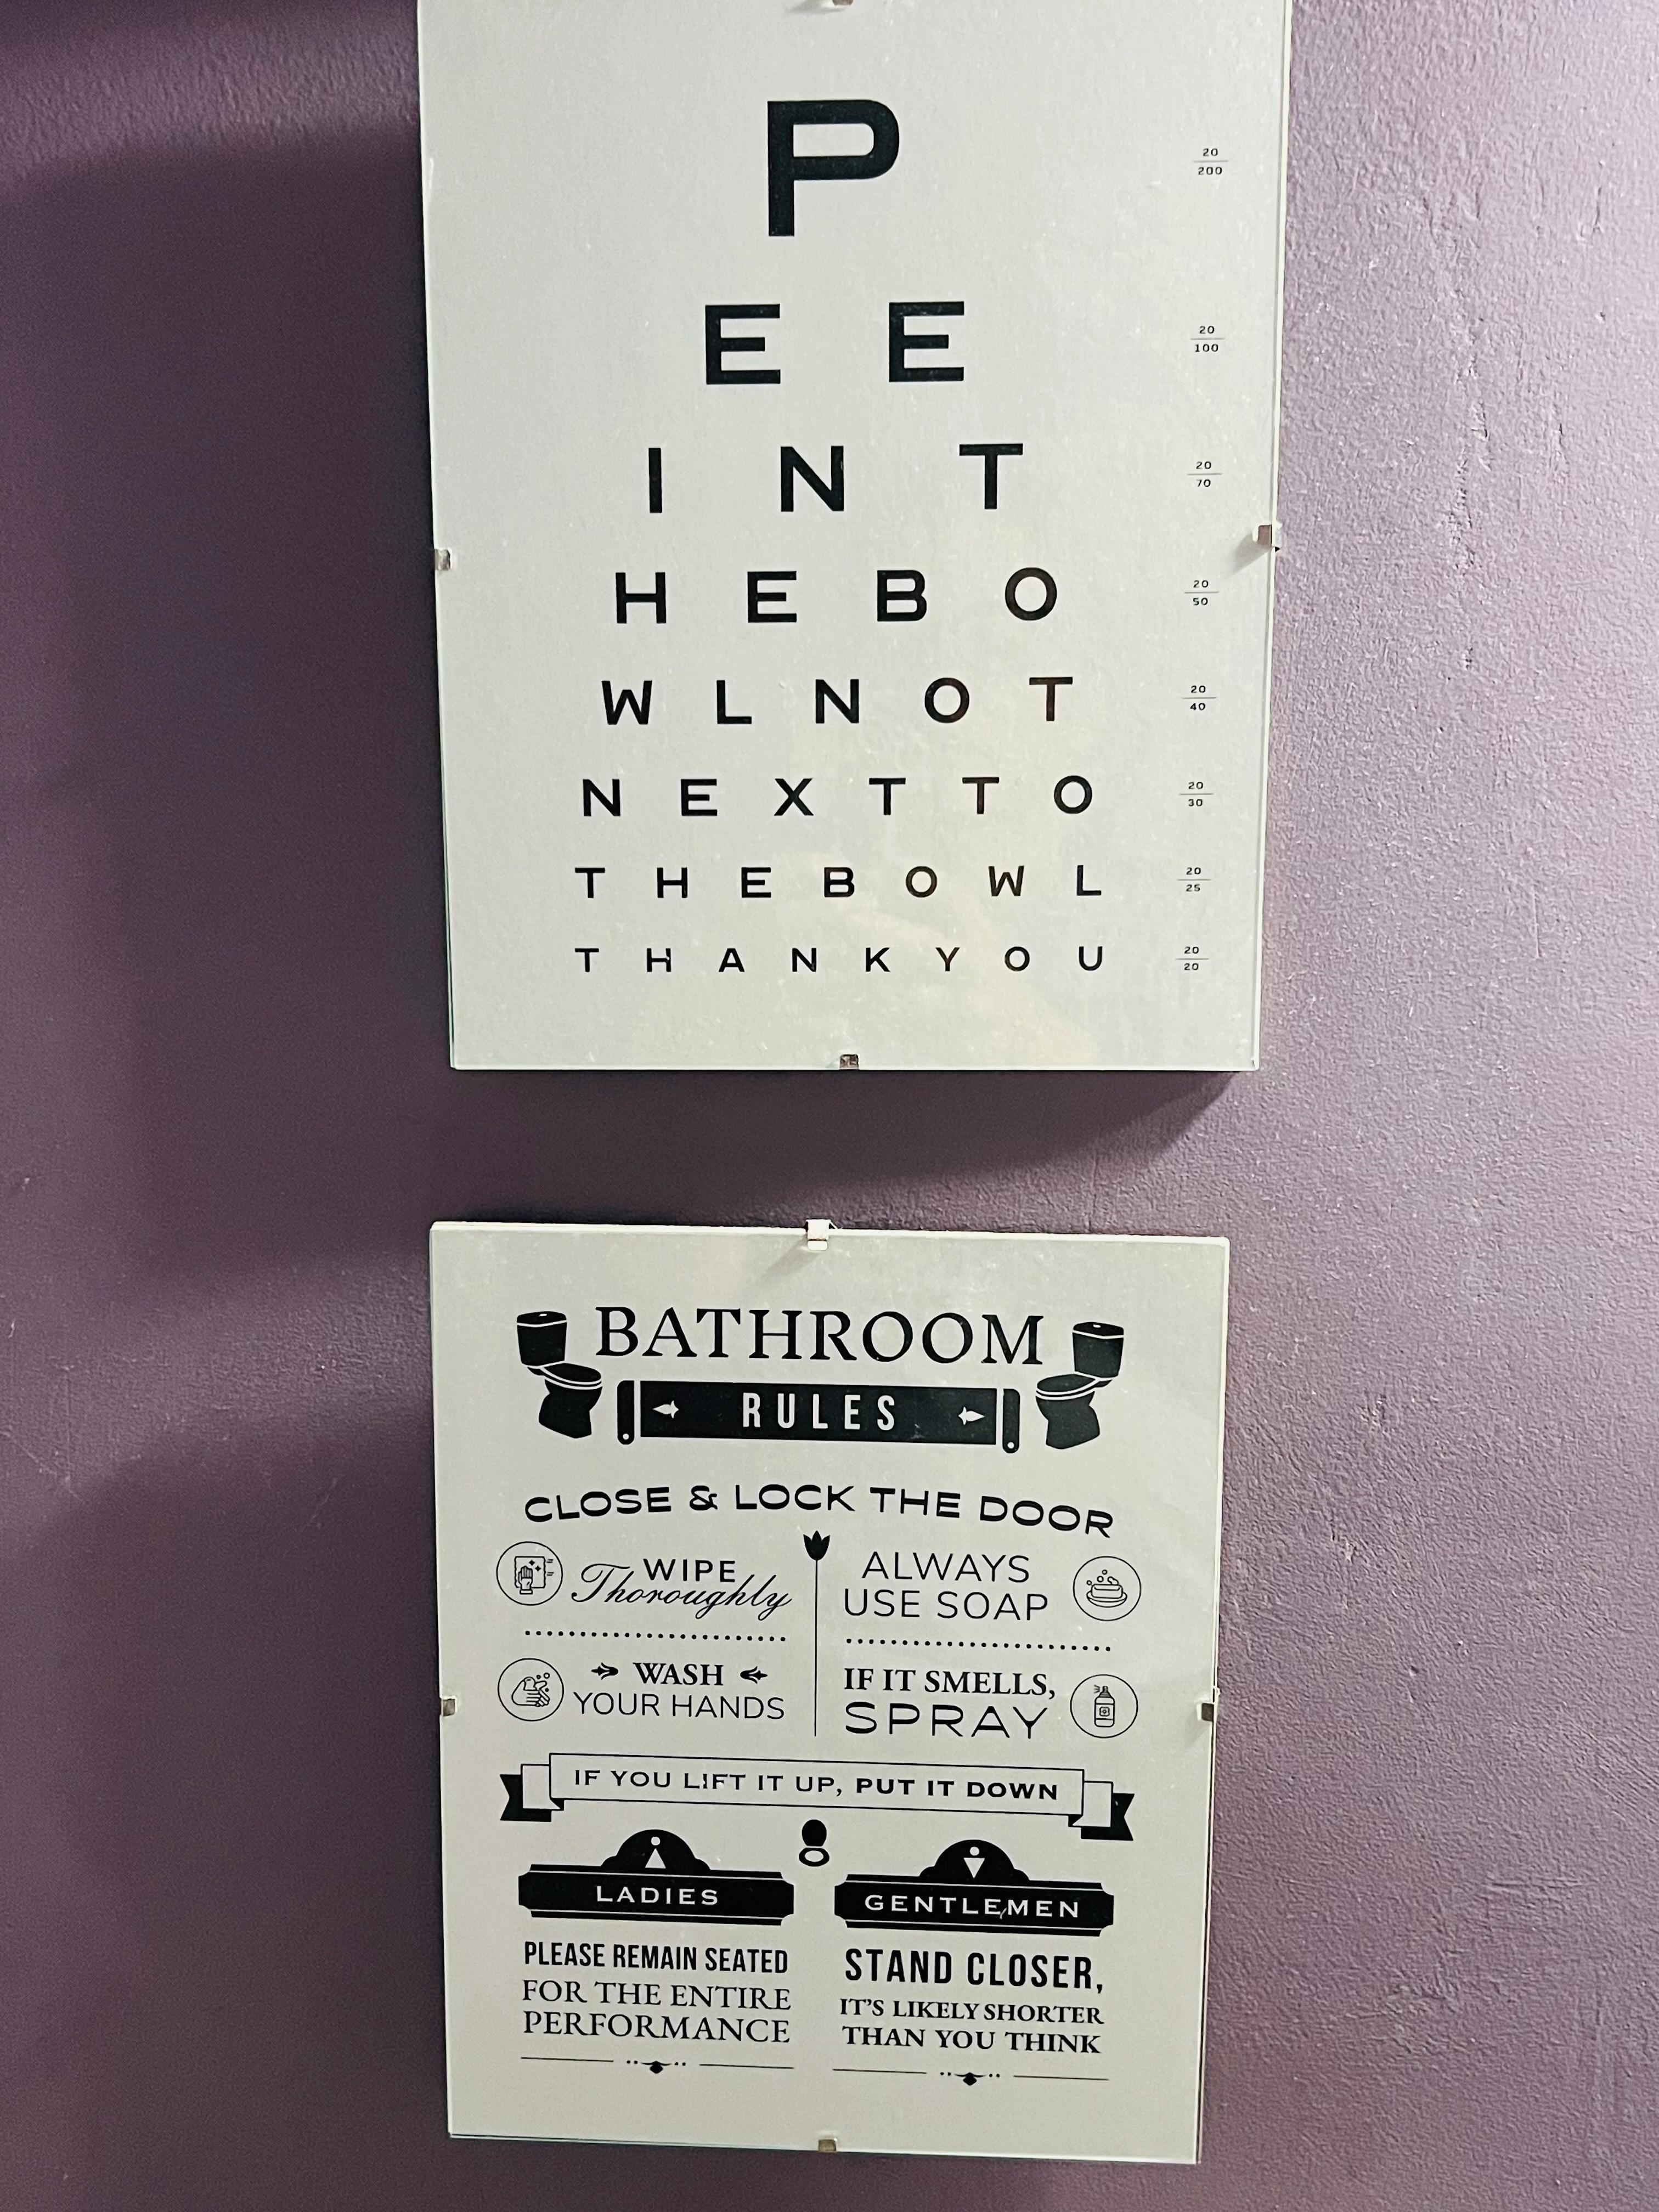 P
20
200
E E
20
100
I N T
20
70
H E B O
20
50
W L N O T
20
40
N E X T T O
20
30
T H E B O W L
20
25
T H A N K Y O U
20
20
BATHROOM
RULES
CLOSE & LOCK THE DOOR
WIPE
Thoroughly
WASH
YOUR HANDS
ALWAYS
USE SOAP
IF IT SMELLS,
SPRAY
IF YOU LIFT IT UP, PUT IT DOWN
LADIES
PLEASE REMAIN SEATED
FOR THE ENTIRE
PERFORMANCE
GENTLEMEN
STAND CLOSER,
IT'S LIKELY SHORTER
THAN YOU THINK